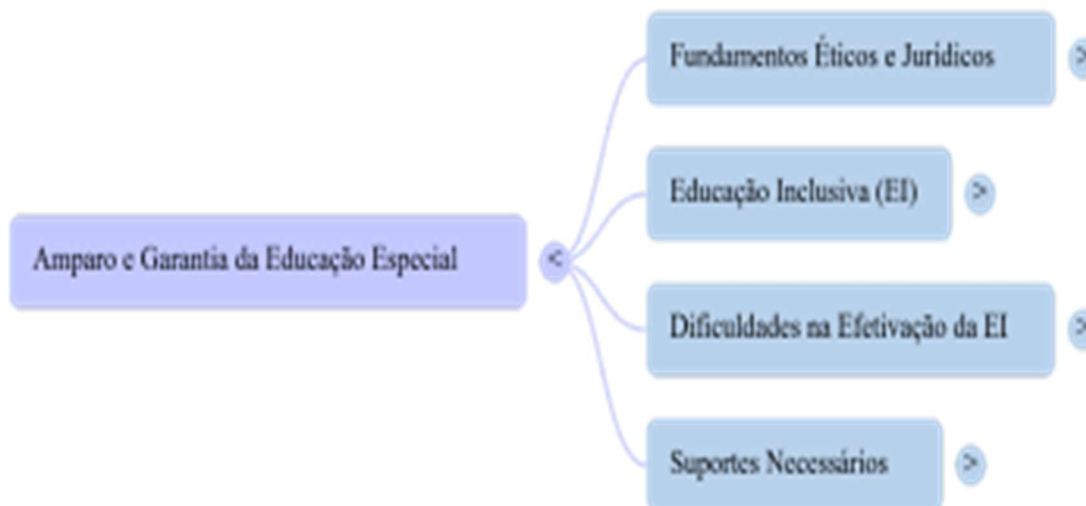 Fundamentos Éticos e Jurídicos
Educação Inclusiva (EI)
Amparo e Garantia da Educação Especial
Dificuldades na Efetivação da EI
Suportes Necessários